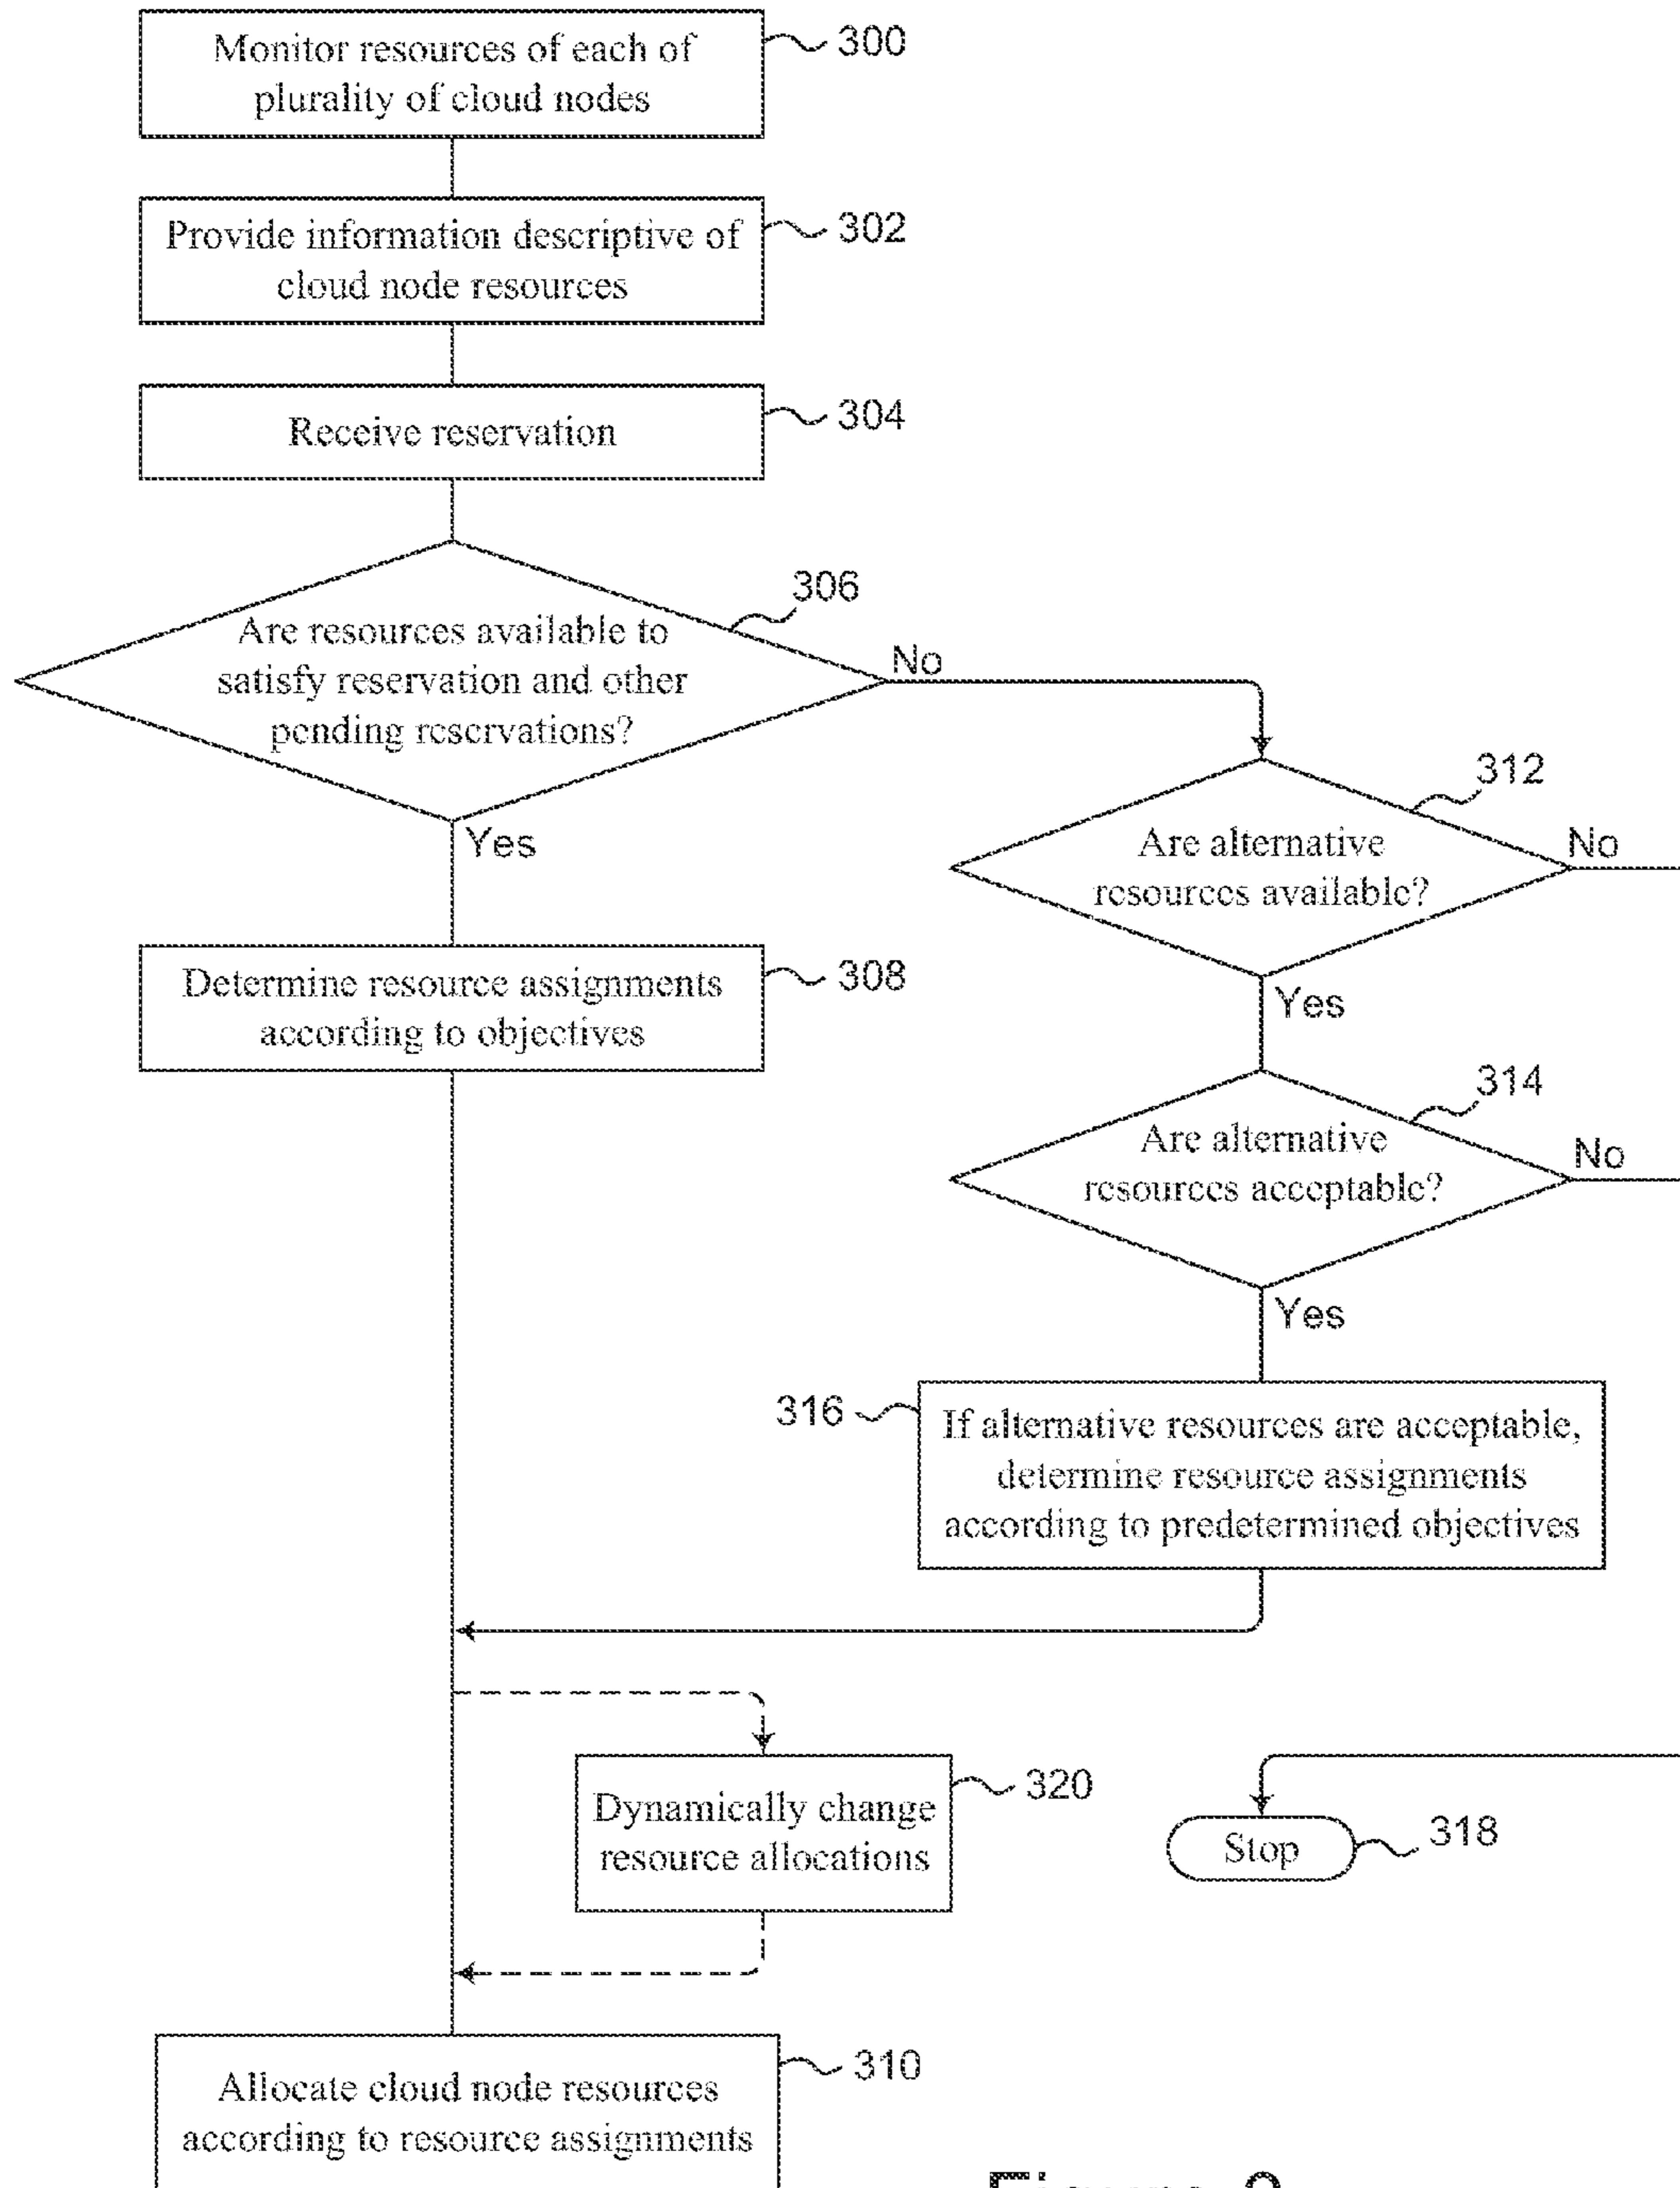 Monitor resources of each of
plurality of cloud nodes
300
Provide information descriptive of
cloud node resources
302
Receive reservation
304
306
Are resources available to
satisfy reservation and other
pending reservations?
No
Yes
312
Are alternative
resources available?
No
Yes
Determine resource assignments
according to objectives
308
314
Are alternative
resources acceptable?
No
Yes
316
If alternative resources are acceptable,
determine resource assignments
according to predetermined objectives
Dynamically change
resource allocations
320
Stop
318
Allocate cloud node resources
according to resource assignments
310